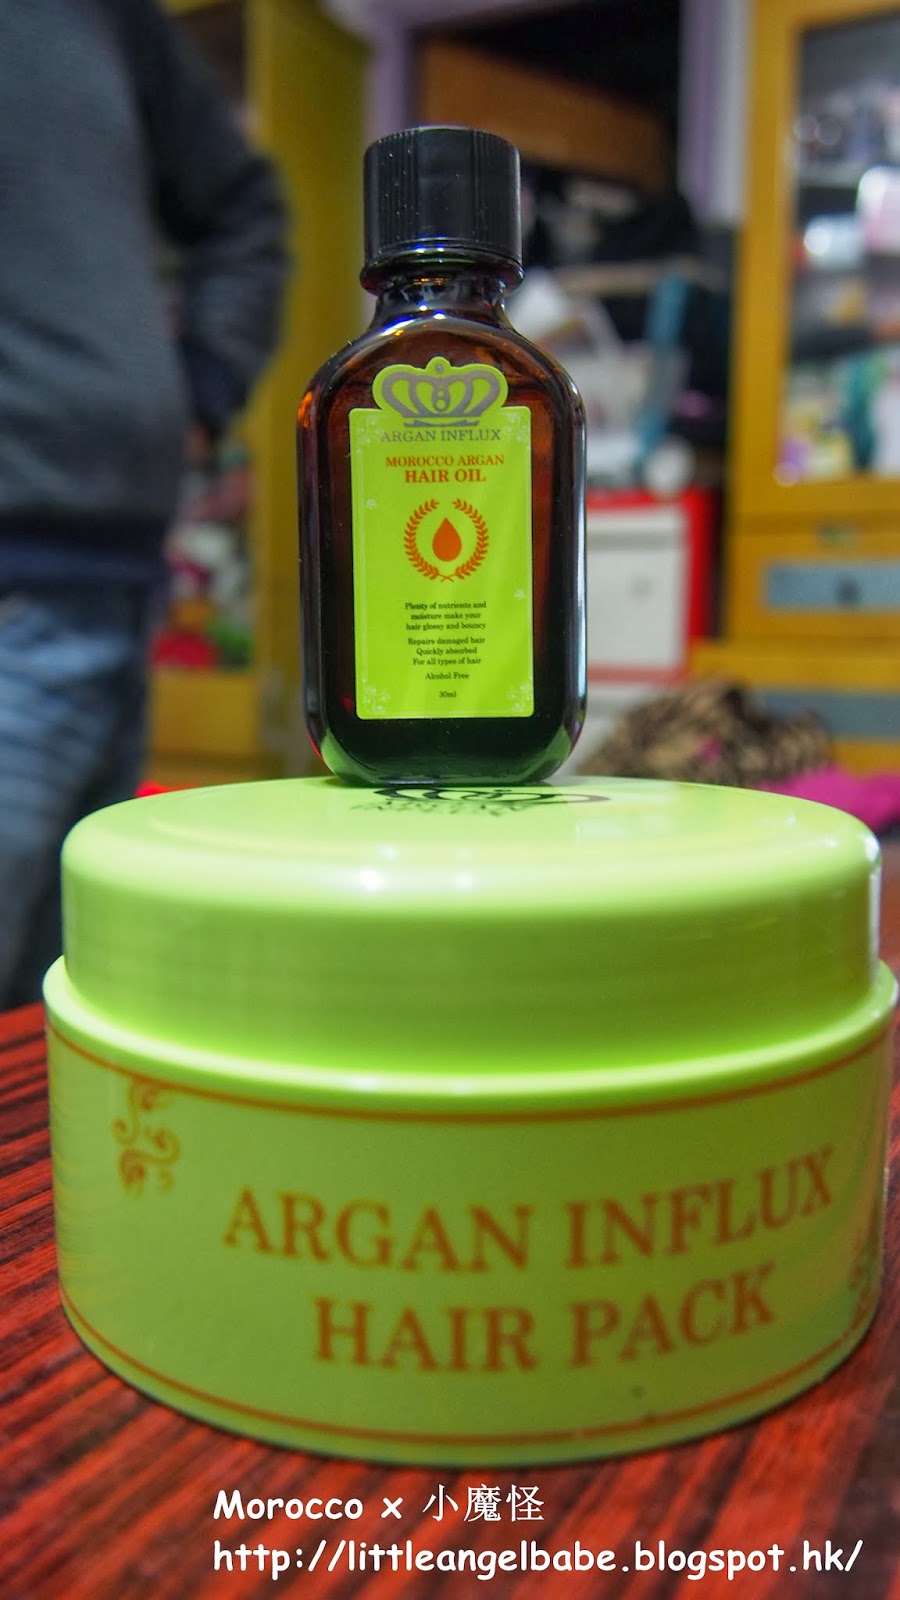 ARGAN INFLUX
MOROCCO ARGAN
HAIR OIL
Plenty of nutrients and
moisture make your
hair glossy and bouncy
Repairs damaged hair
Quickly absorbed
For all types of hair
Alcohol Free
30ml
ARGAN INFLUX
HAIR PACK
Morocco x 小魔怪
http://littleangelbabe.blogspot.hk/